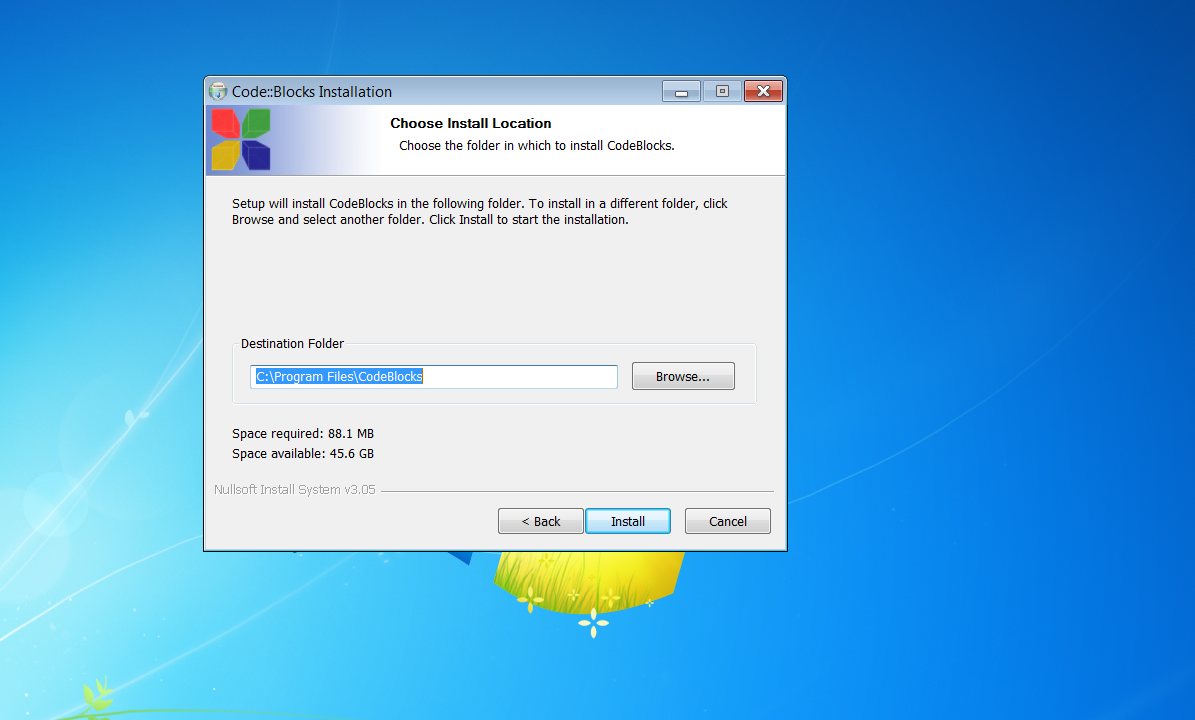 Code::Blocks Installation
Choose Install Location
Choose the folder in which to install CodeBlocks.
Setup will install CodeBlocks in the following folder. To install in a different folder, click
Browse and select another folder. Click Install to start the installation.
Destination Folder
C:\Program Files\CodeBlocks
Browse...
Space required: 88.1 MB
Space available: 45.6 GB
Nullsoft Install System v3.05
< Back
Install
Cancel